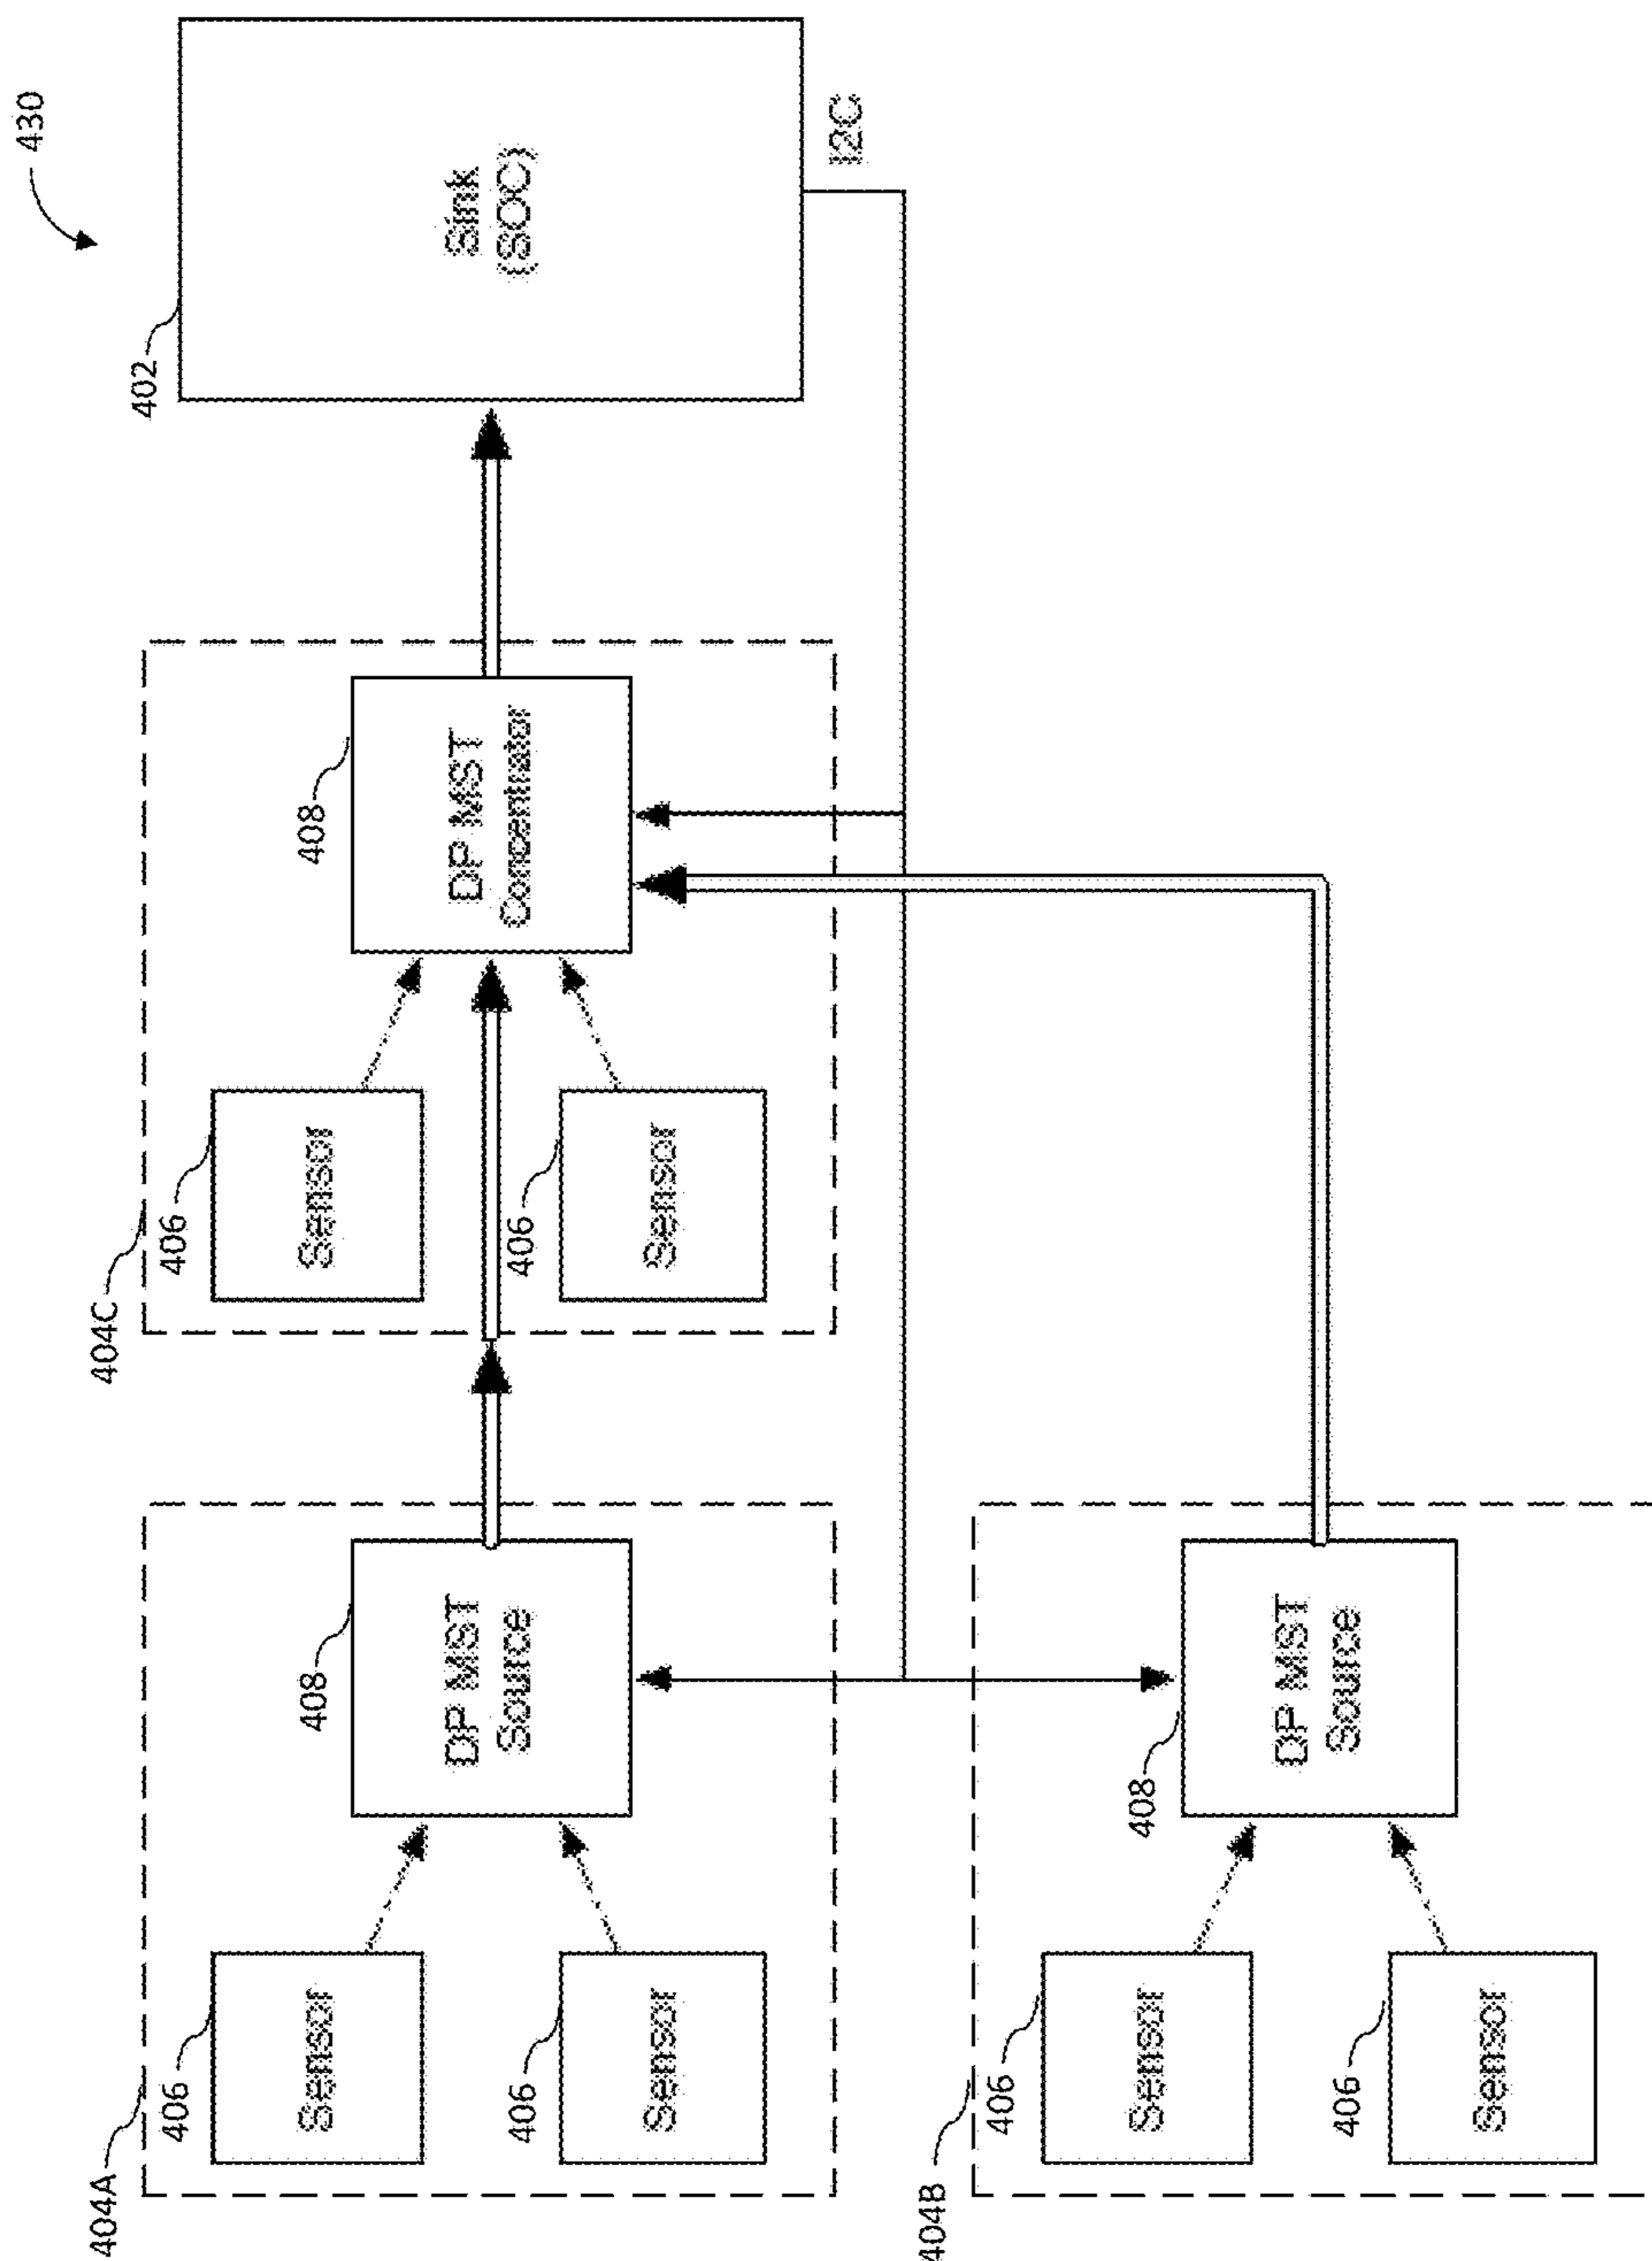 430
402
Sink
(SOC)
I2C
404C
408
DP MST
Concentrator
406
Sensor
406
Sensor
404A
408
DP MST
Source
406
Sensor
406
Sensor
404B
408
DP MST
Source
406
Sensor
406
Sensor